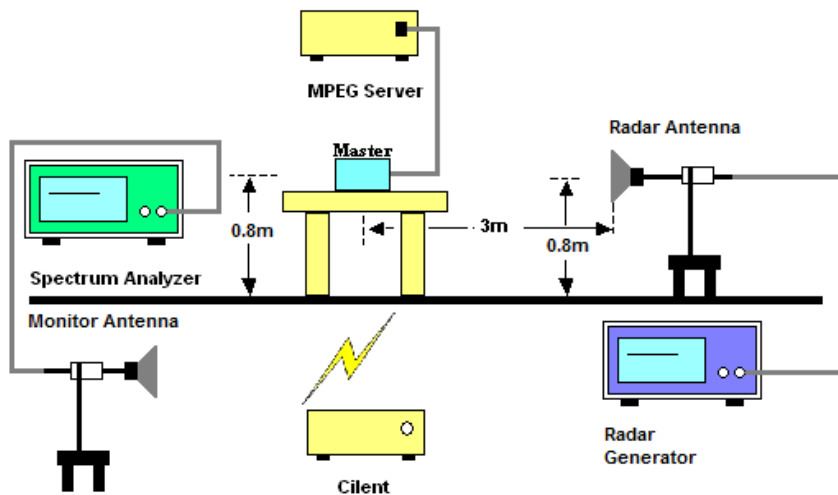 MPEG Server
Radar Antenna
Master
0.8m
3m
0.8m
Spectrum Analyzer
Monitor Antenna
Radar
Generator
Cilent